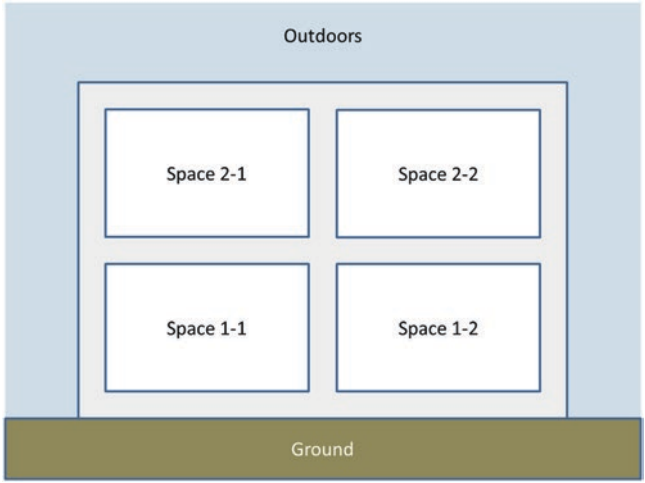 Outdoors
Space 2-1
Space 2-2
Space 1-1
Space 1-2
Ground